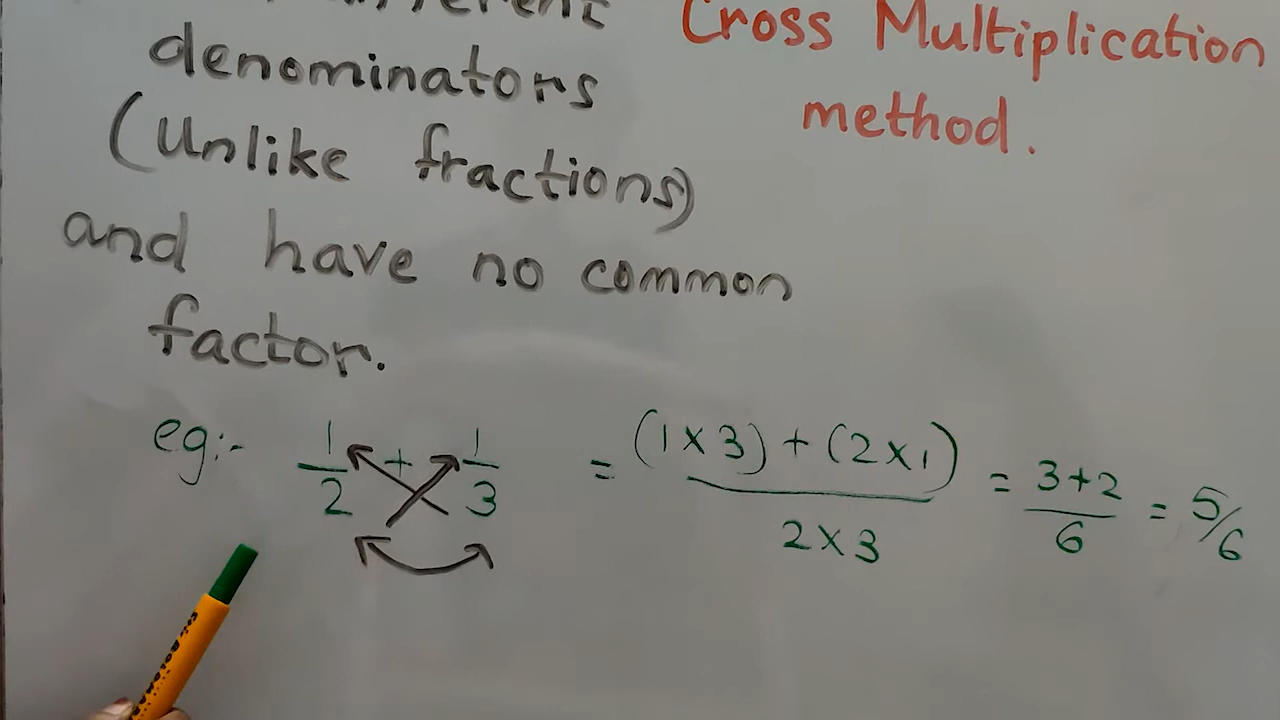 denominators
(Unlike fractions)
and have no common
factor.
Cross Multiplication
method.
eg:- 1/2 + 1/3 = (1×3) + (2×1) / 2×3 = 3+2 / 6 = 5/6